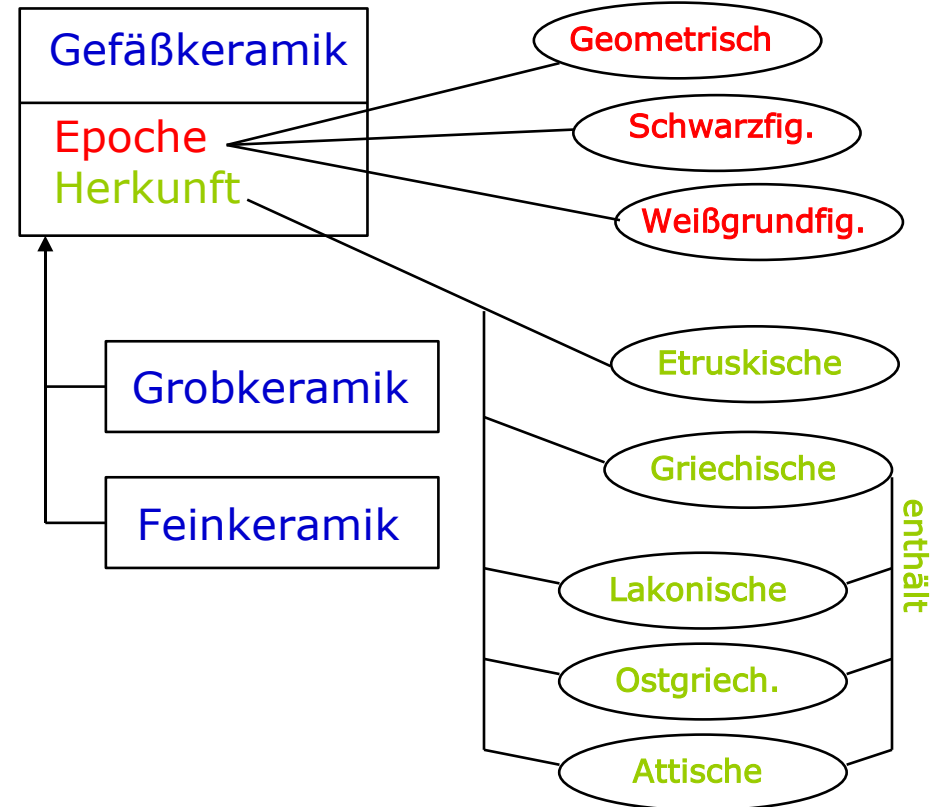 Gefäßkeramik
Epoche
Herkunft
Geometrisch
Schwarzfig.
Weißgrundfig.
Etruskische
Griechische
Lakonische
Ostgriech.
Attische
enthält
Grobkeramik
Feinkeramik